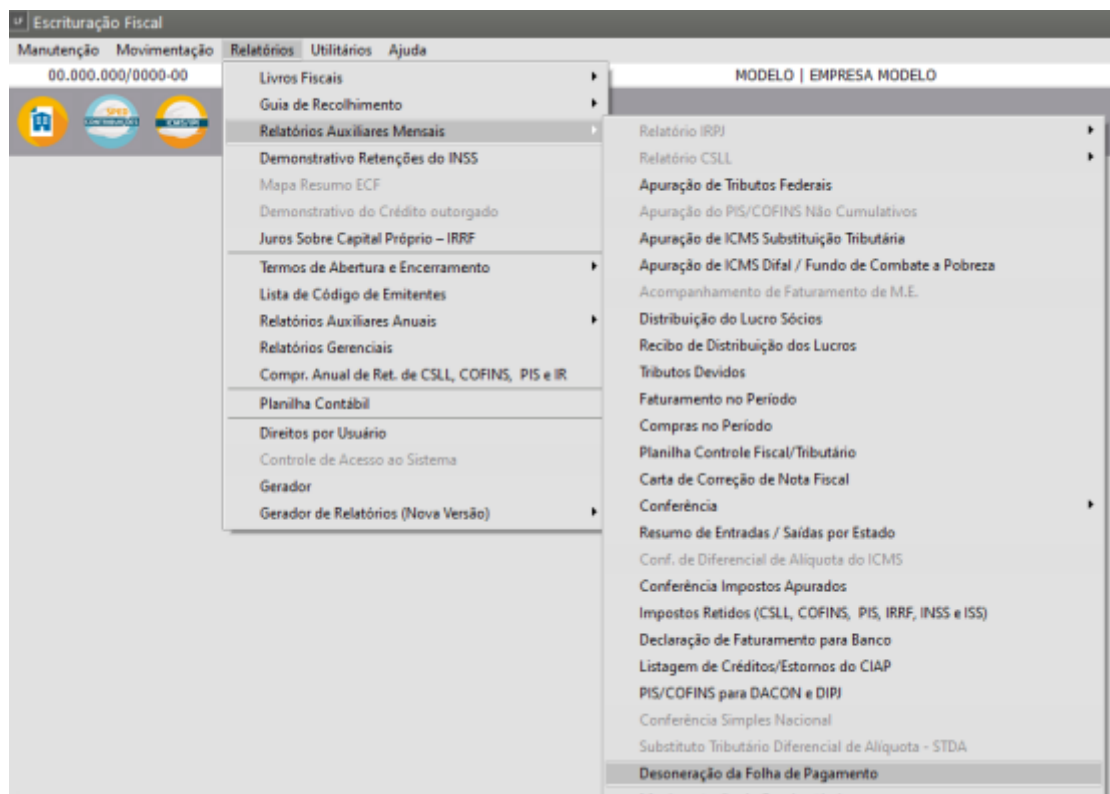 LF Escrituração Fiscal
Manutenção Movimentação Relatórios Utilitários Ajuda
00.000.000/0000-00
MODELO | EMPRESA MODELO
Livros Fiscais
Guia de Recolhimento
Relatórios Auxiliares Mensais
Demonstrativo Retenções do INSS
Mapa Resumo ECF
Demonstrativo do Crédito outorgado
Juros Sobre Capital Próprio – IRRF
Termos de Abertura e Encerramento
Lista de Código de Emitentes
Relatórios Auxiliares Anuais
Relatórios Gerenciais
Compr. Anual de Ret. de CSLL, COFINS, PIS e IR
Planilha Contábil
Direitos por Usuário
Controle de Acesso ao Sistema
Gerador
Gerador de Relatórios (Nova Versão)
Relatório IRPJ
Relatório CSLL
Apuração de Tributos Federais
Apuração do PIS/COFINS Não Cumulativos
Apuração de ICMS Substituição Tributária
Apuração de ICMS Difal / Fundo de Combate a Pobreza
Acompanhamento de Faturamento de M.E.
Distribuição do Lucro Sócios
Recibo de Distribuição dos Lucros
Tributos Devidos
Faturamento no Período
Compras no Período
Planilha Controle Fiscal/Tributário
Carta de Correção de Nota Fiscal
Conferência
Resumo de Entradas / Saídas por Estado
Conf. de Diferencial de Alíquota do ICMS
Conferência Impostos Apurados
Impostos Retidos (CSLL, COFINS, PIS, IRRF, INSS e ISS)
Declaração de Faturamento para Banco
Listagem de Créditos/Estornos do CIAP
PIS/COFINS para DACON e DIPJ
Conferência Simples Nacional
Substituto Tributário Diferencial de Alíquota - STDA
Desoneração da Folha de Pagamento